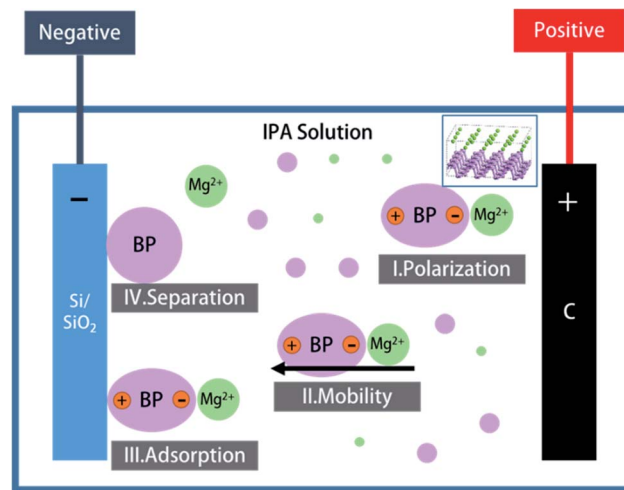 Negative
Positive
IPA Solution
−
+
Mg²⁺
+ BP − Mg²⁺
BP
I.Polarization
IV.Separation
Si/
SiO₂
C
+ BP − Mg²⁺
II.Mobility
+ BP − Mg²⁺
III.Adsorption